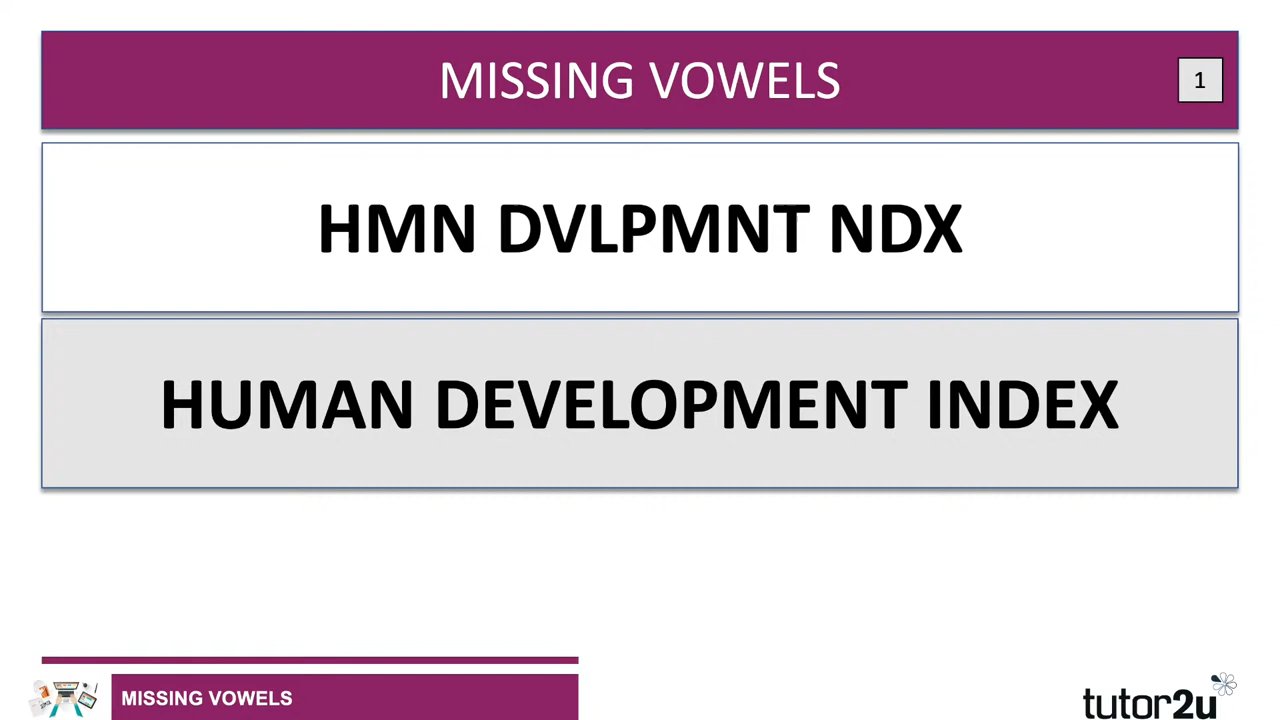 MISSING VOWELS
1
HMN DVLPMNT NDX
HUMAN DEVELOPMENT INDEX
MISSING VOWELS
tutor2u